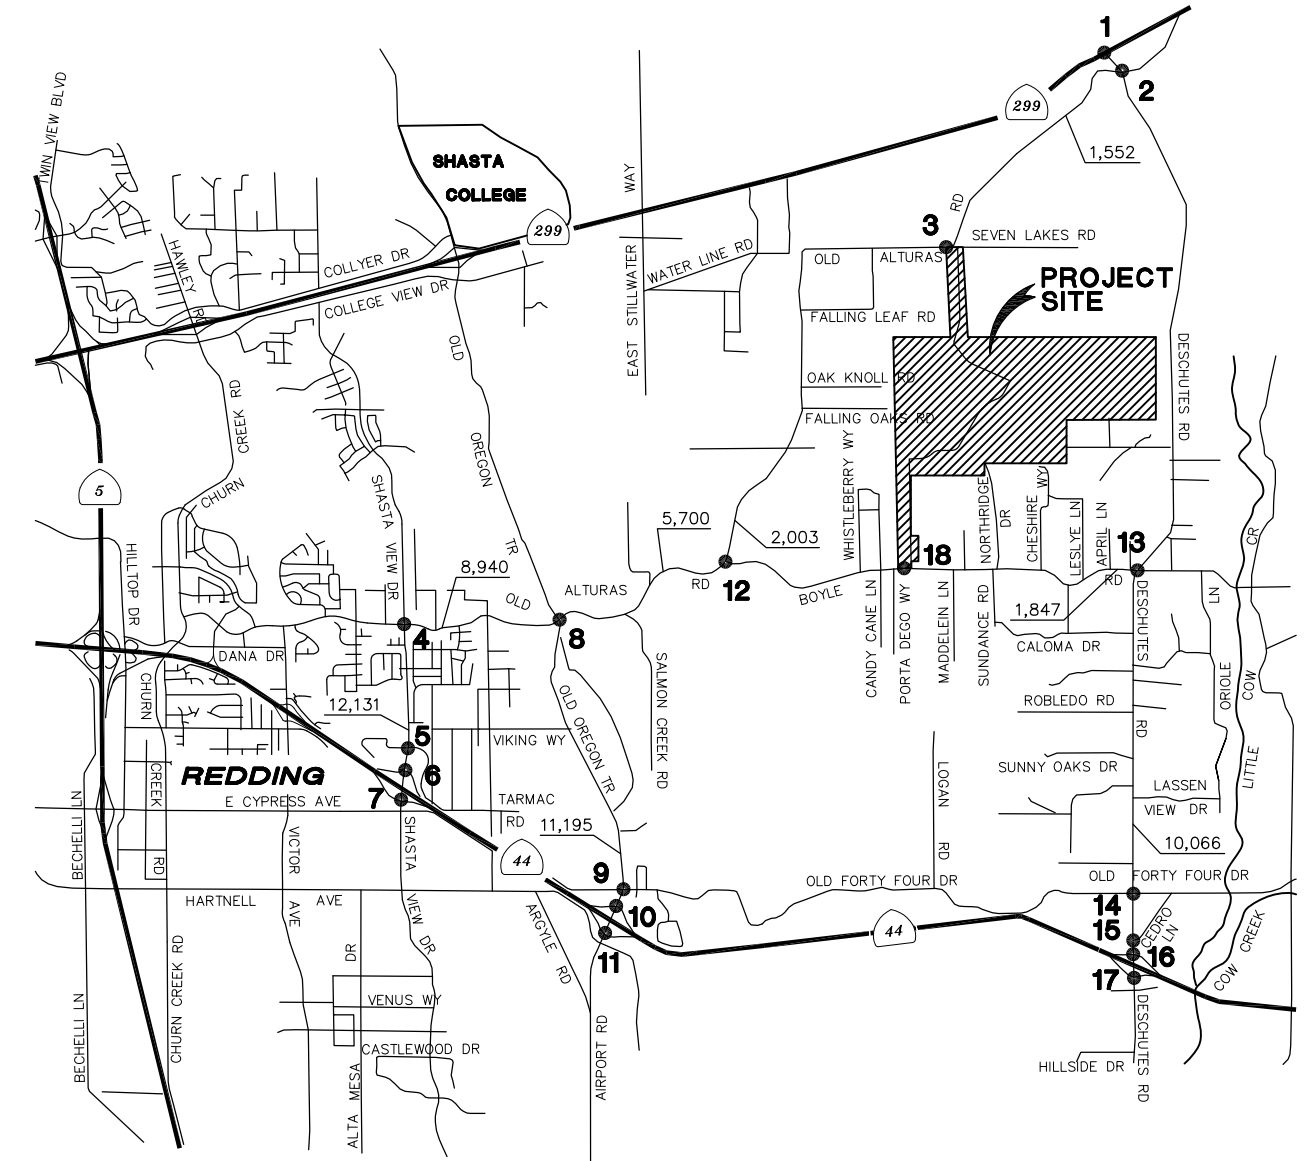 1
2
299
1,552
TWIN VIEW BLVD
SHASTA
COLLEGE
WAY
EAST STILLWATER
299
RD
3
SEVEN LAKES RD
HAWLEY RD
COLLYER DR
COLLEGE VIEW DR
WATER LINE RD
OLD
ALTURAS
PROJECT
SITE
FALLING LEAF RD
OLD
OREGON
TR
DESCHUTES RD
OAK KNOLL RD
FALLING OAKS RD
CREEK RD
CHURN
5
SHASTA VIEW DR
WHISTLEBERRY WY
NORTHRIDGE
DR
CHESHIRE
WY
LESLYE LN
APRIL LN
CR
5,700
2,003
18
13
HILLTOP DR
8,940
OLD
ALTURAS
RD
12
BOYLE
RD
1,847
4
8
DANA DR
CANDY CANE LN
PORTA DEGO WY
MADDELEIN LN
SUNDANCE RD
CALOMA DR
DESCHUTES
RD
LN
ORIOLE
COW
LITTLE
CHURN
CREEK
RD
12,131
OLD OREGON TR
SALMON CREEK RD
ROBLEDO RD
5
VIKING WY
6
7
REDDING
E CYPRESS AVE
TARMAC
RD
SUNNY OAKS DR
LASSEN
VIEW DR
LOGAN
RD
BECHELLI LN
VICTOR
AVE
SHASTA
VIEW DR
11,195
10,066
44
9
OLD FORTY FOUR DR
OLD
FORTY FOUR DR
HARTNELL
AVE
10
14
15
CEDRO
LN
44
11
16
17
COW CREEK
ARGYLE RD
DR
CHURN CREEK RD
VENUS WY
BECHELLI LN
CASTLEWOOD DR
ALTA MESA
AIRPORT RD
DESCHUTES RD
HILLSIDE DR